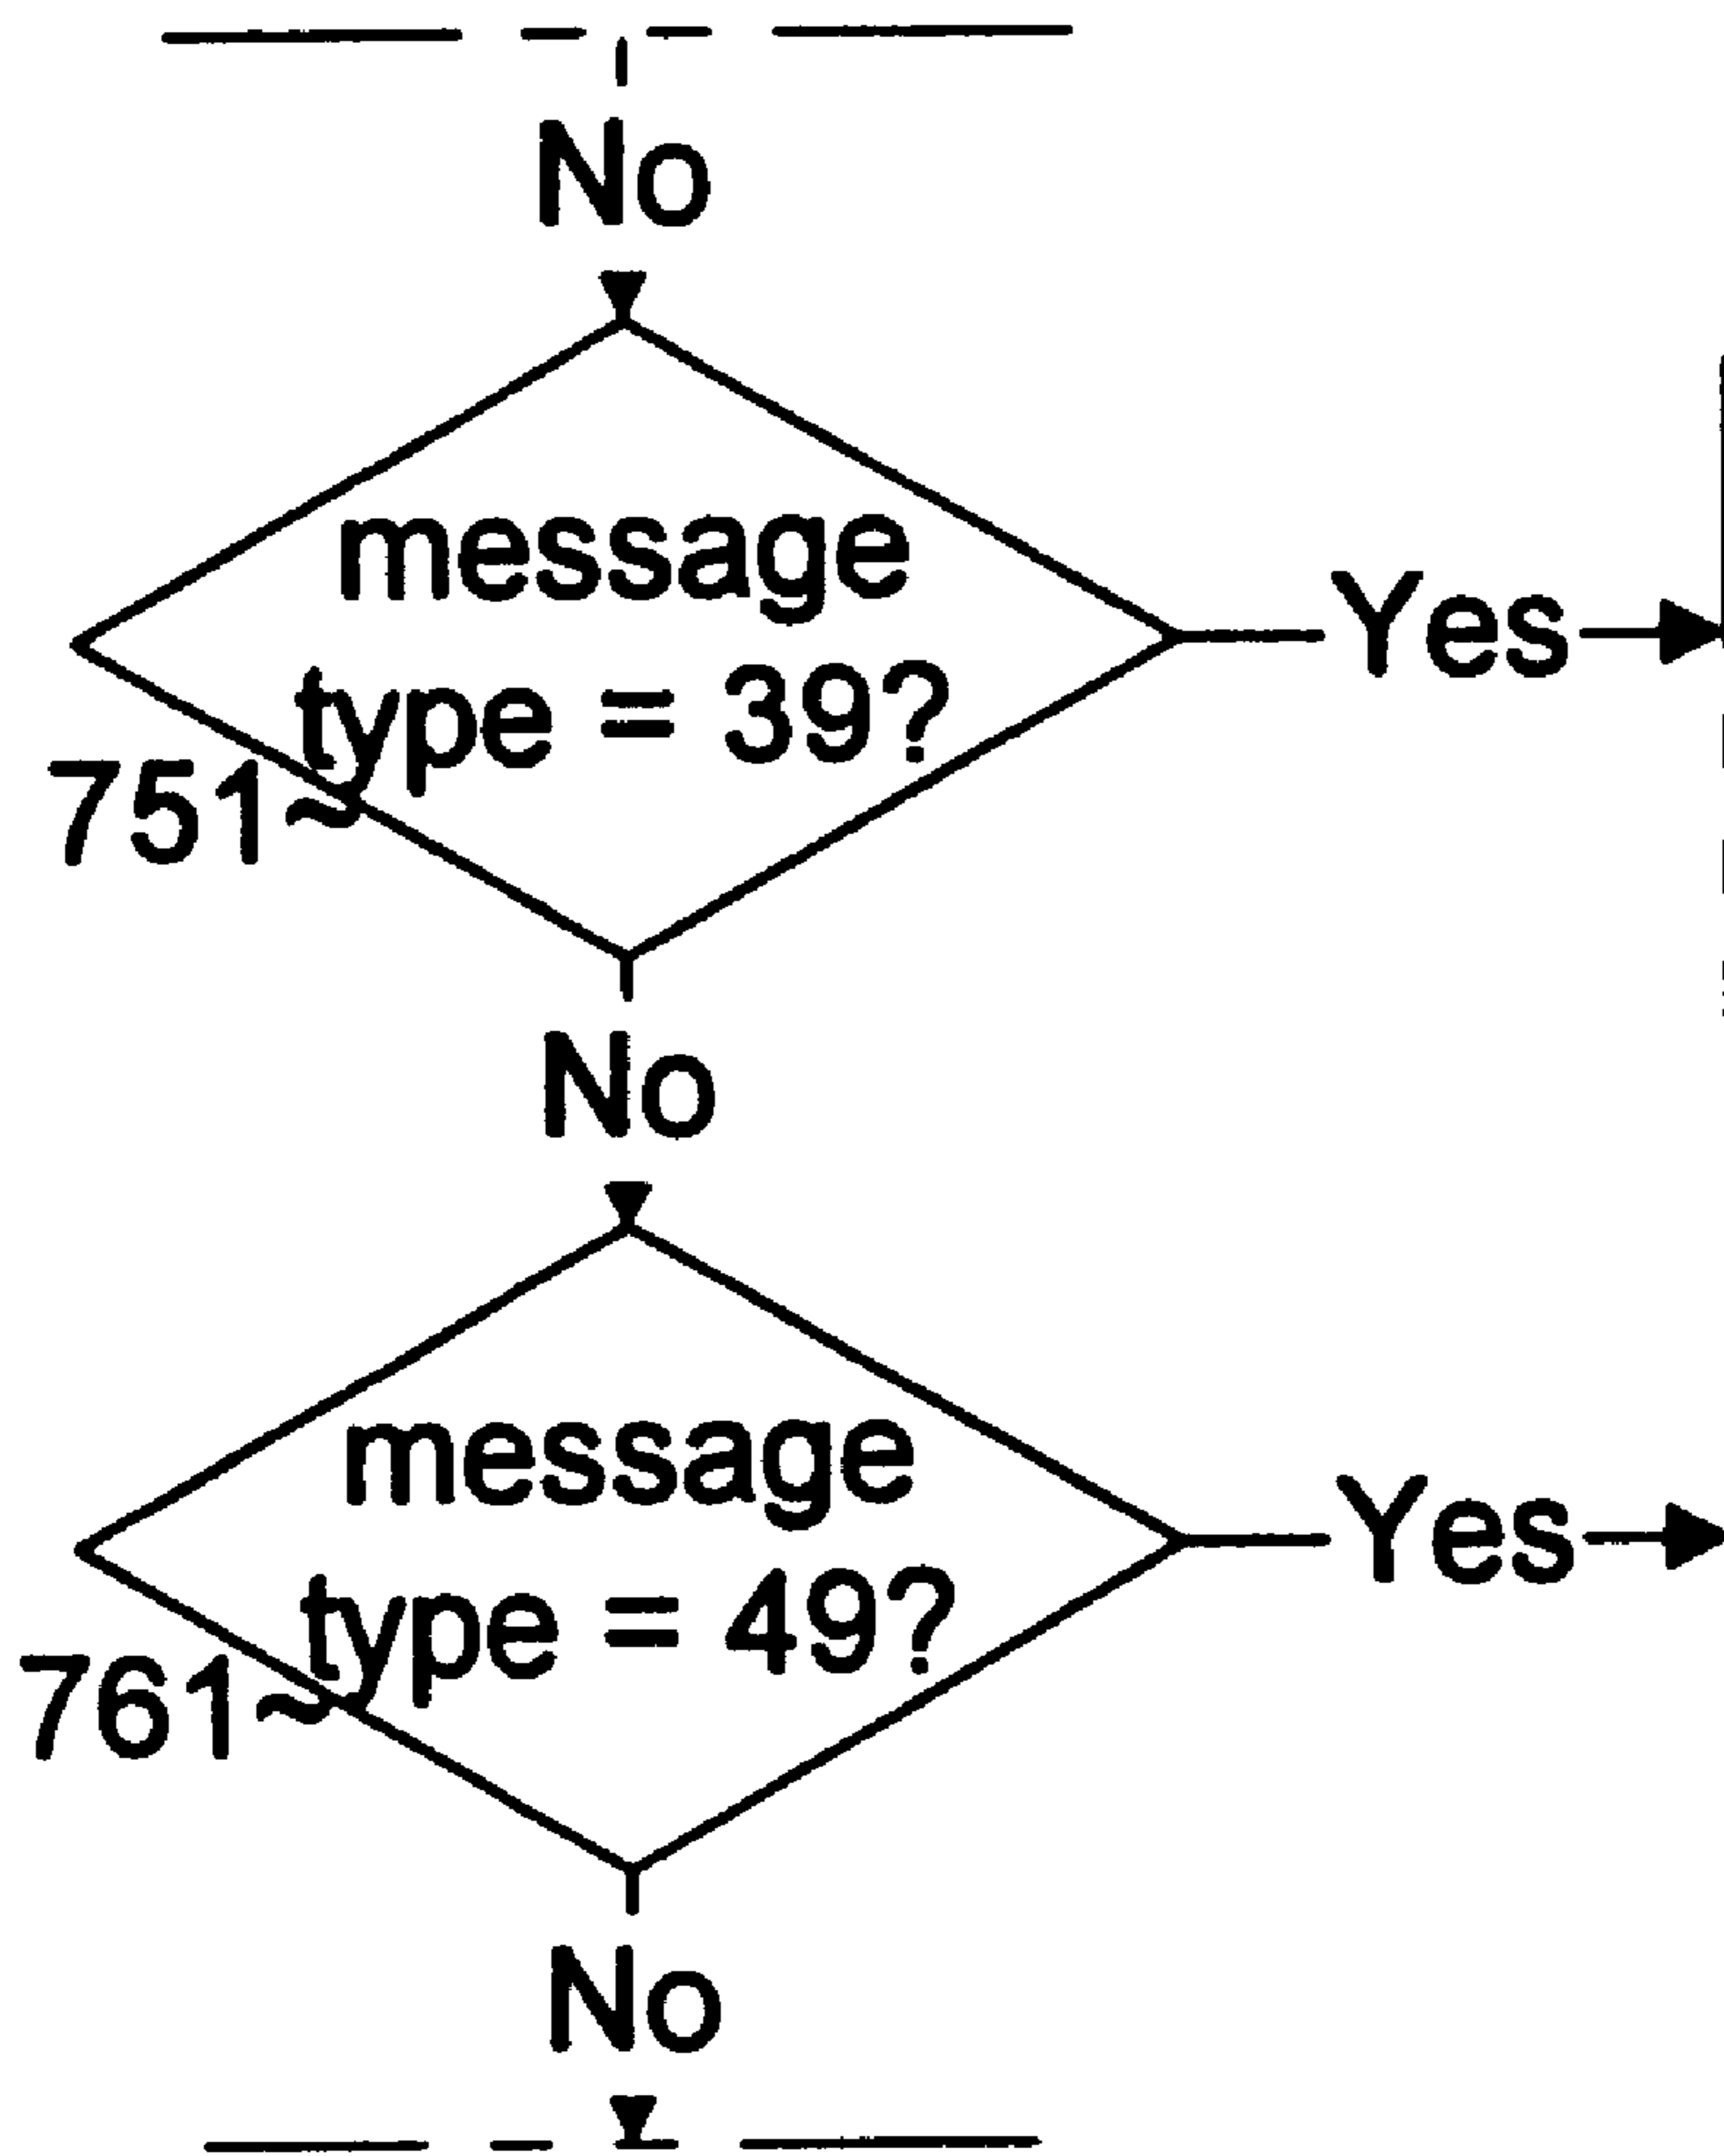 No
message
type = 39?
Yes
751~
No
message
type = 49?
Yes
761~
No